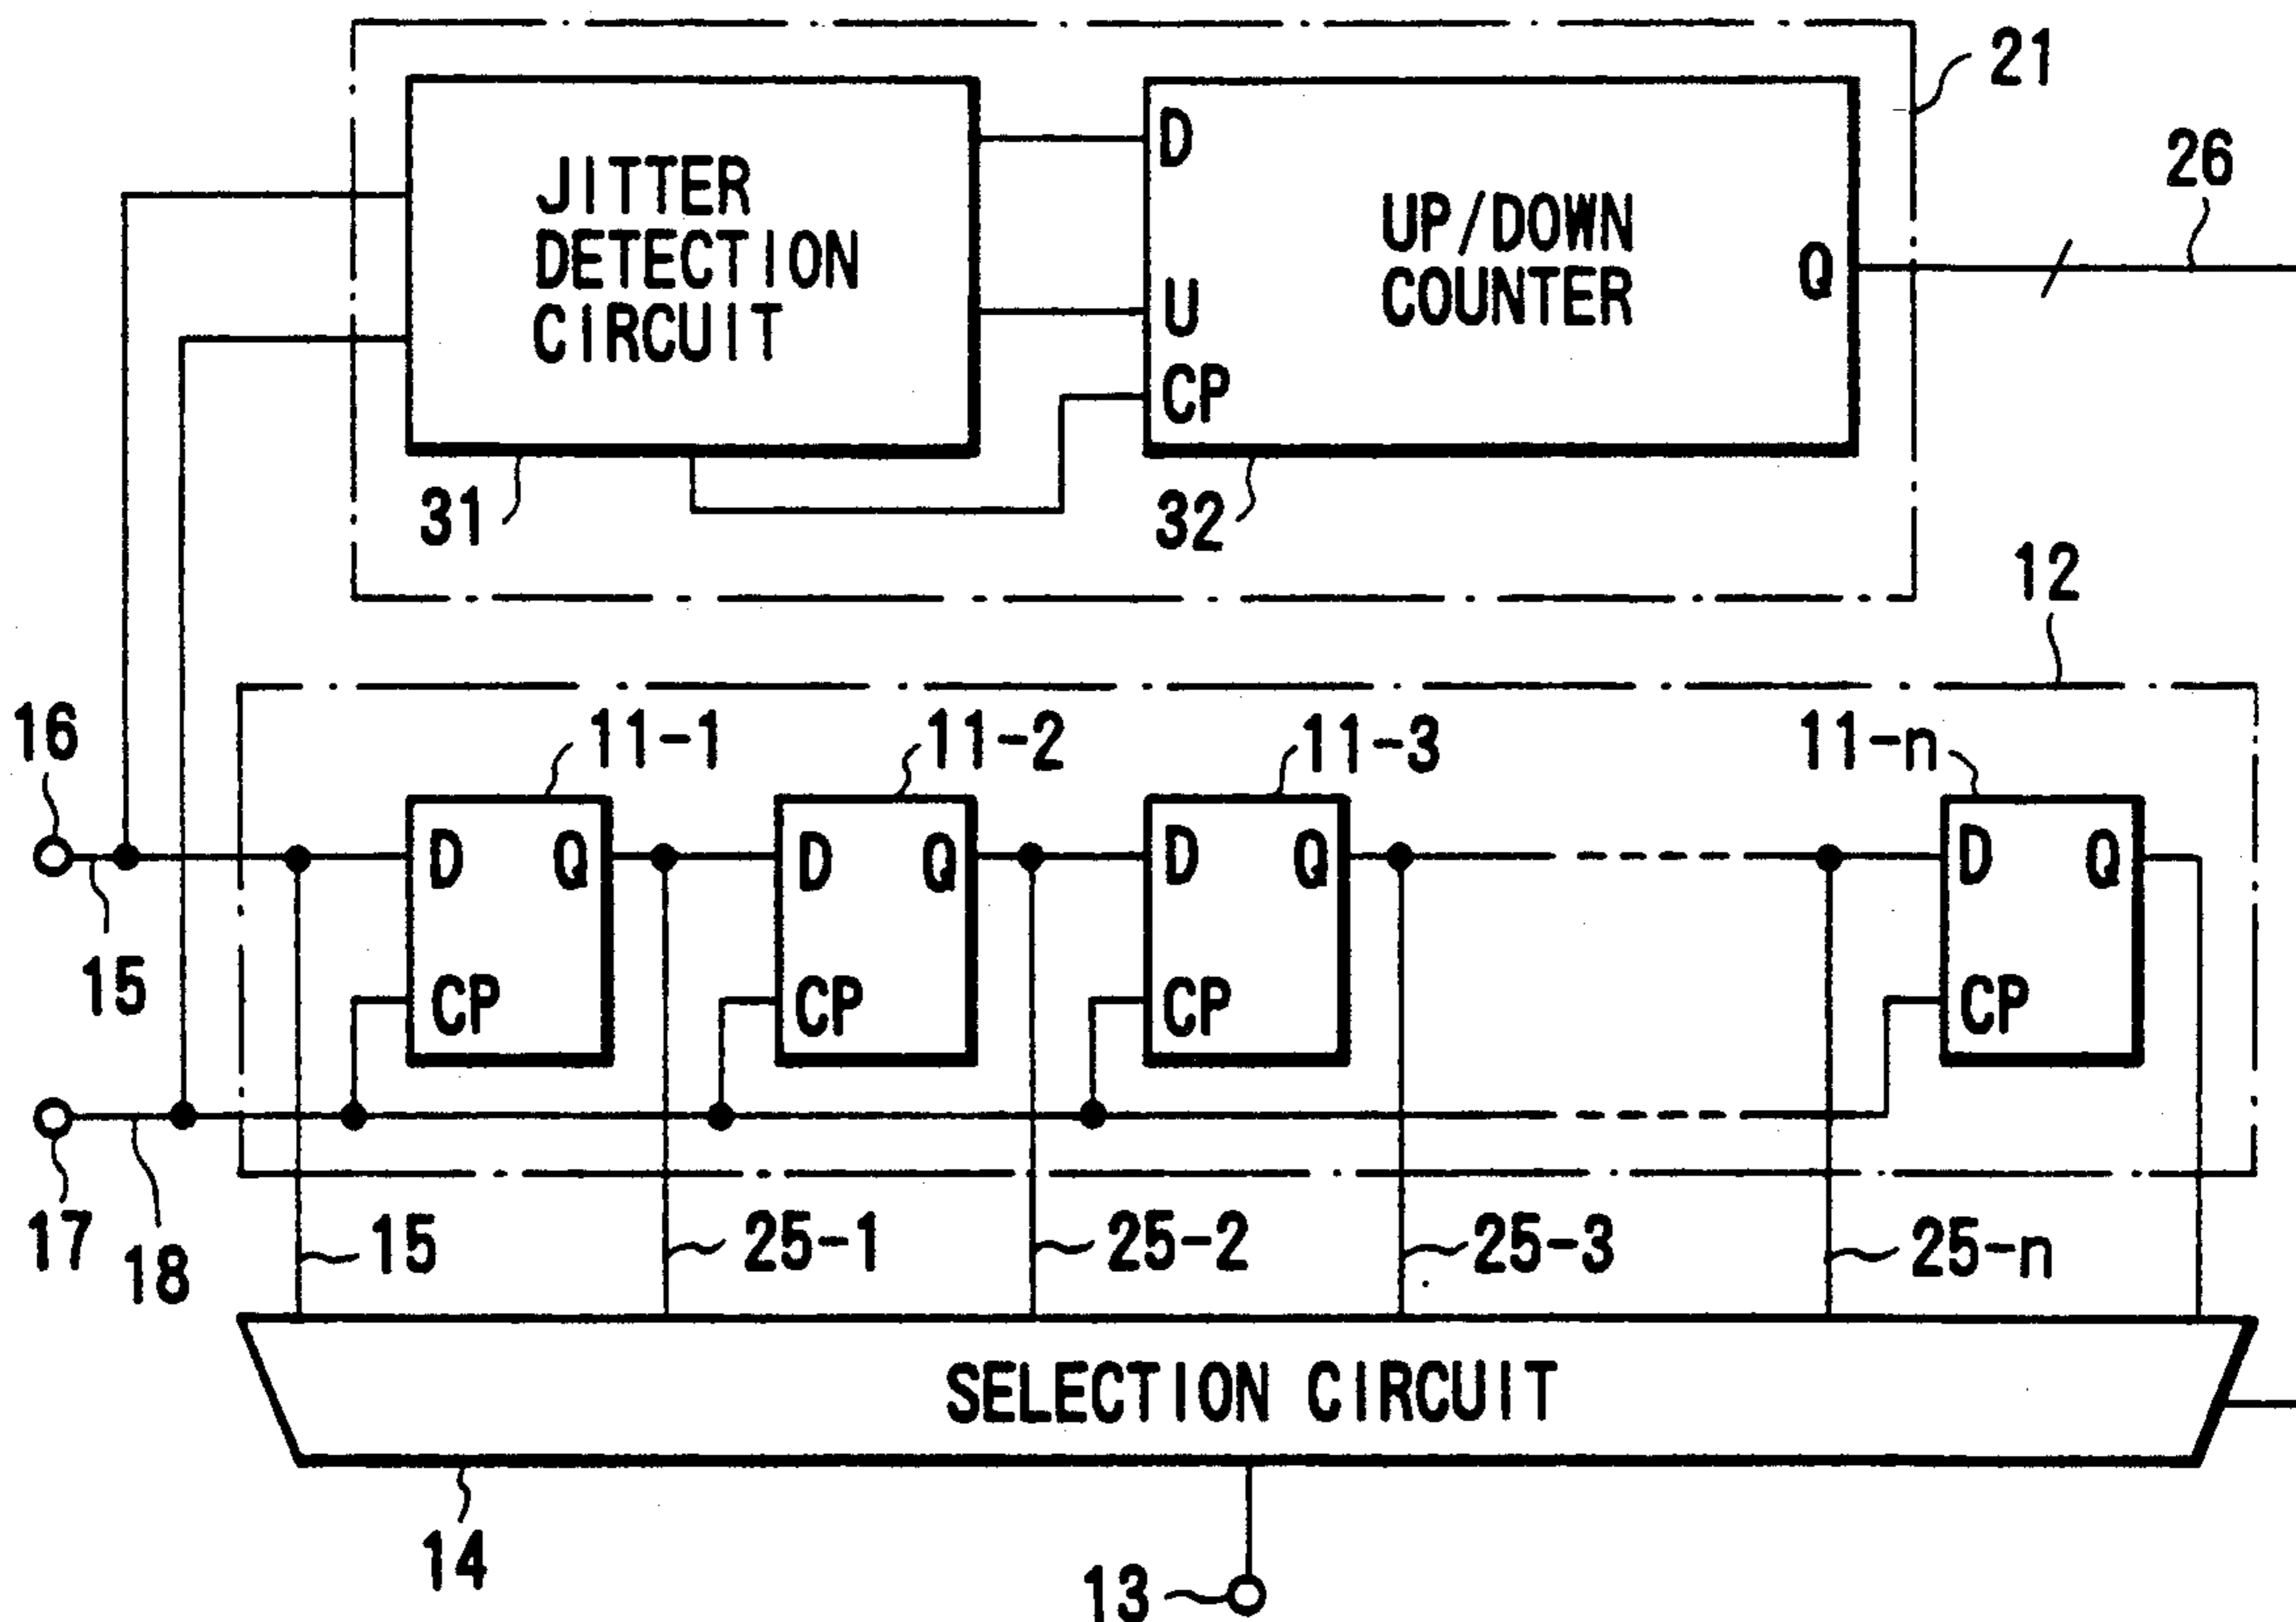 21
JITTER
DETECTION
CIRCUIT
D
U
CP
UP/DOWN
COUNTER
Q
26
31
32
12
16
11-1
11-2
11-3
11-n
D Q
D Q
D Q
D Q
15
CP
CP
CP
CP
17
18
15
25-1
25-2
25-3
25-n
SELECTION CIRCUIT
14
13